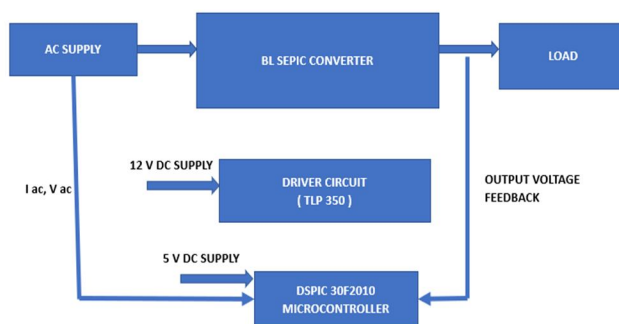 AC SUPPLY
BL SEPIC CONVERTER
LOAD
12 V DC SUPPLY
I ac, V ac
DRIVER CIRCUIT
( TLP 350 )
OUTPUT VOLTAGE
FEEDBACK
5 V DC SUPPLY
DSPIC 30F2010
MICROCONTROLLER